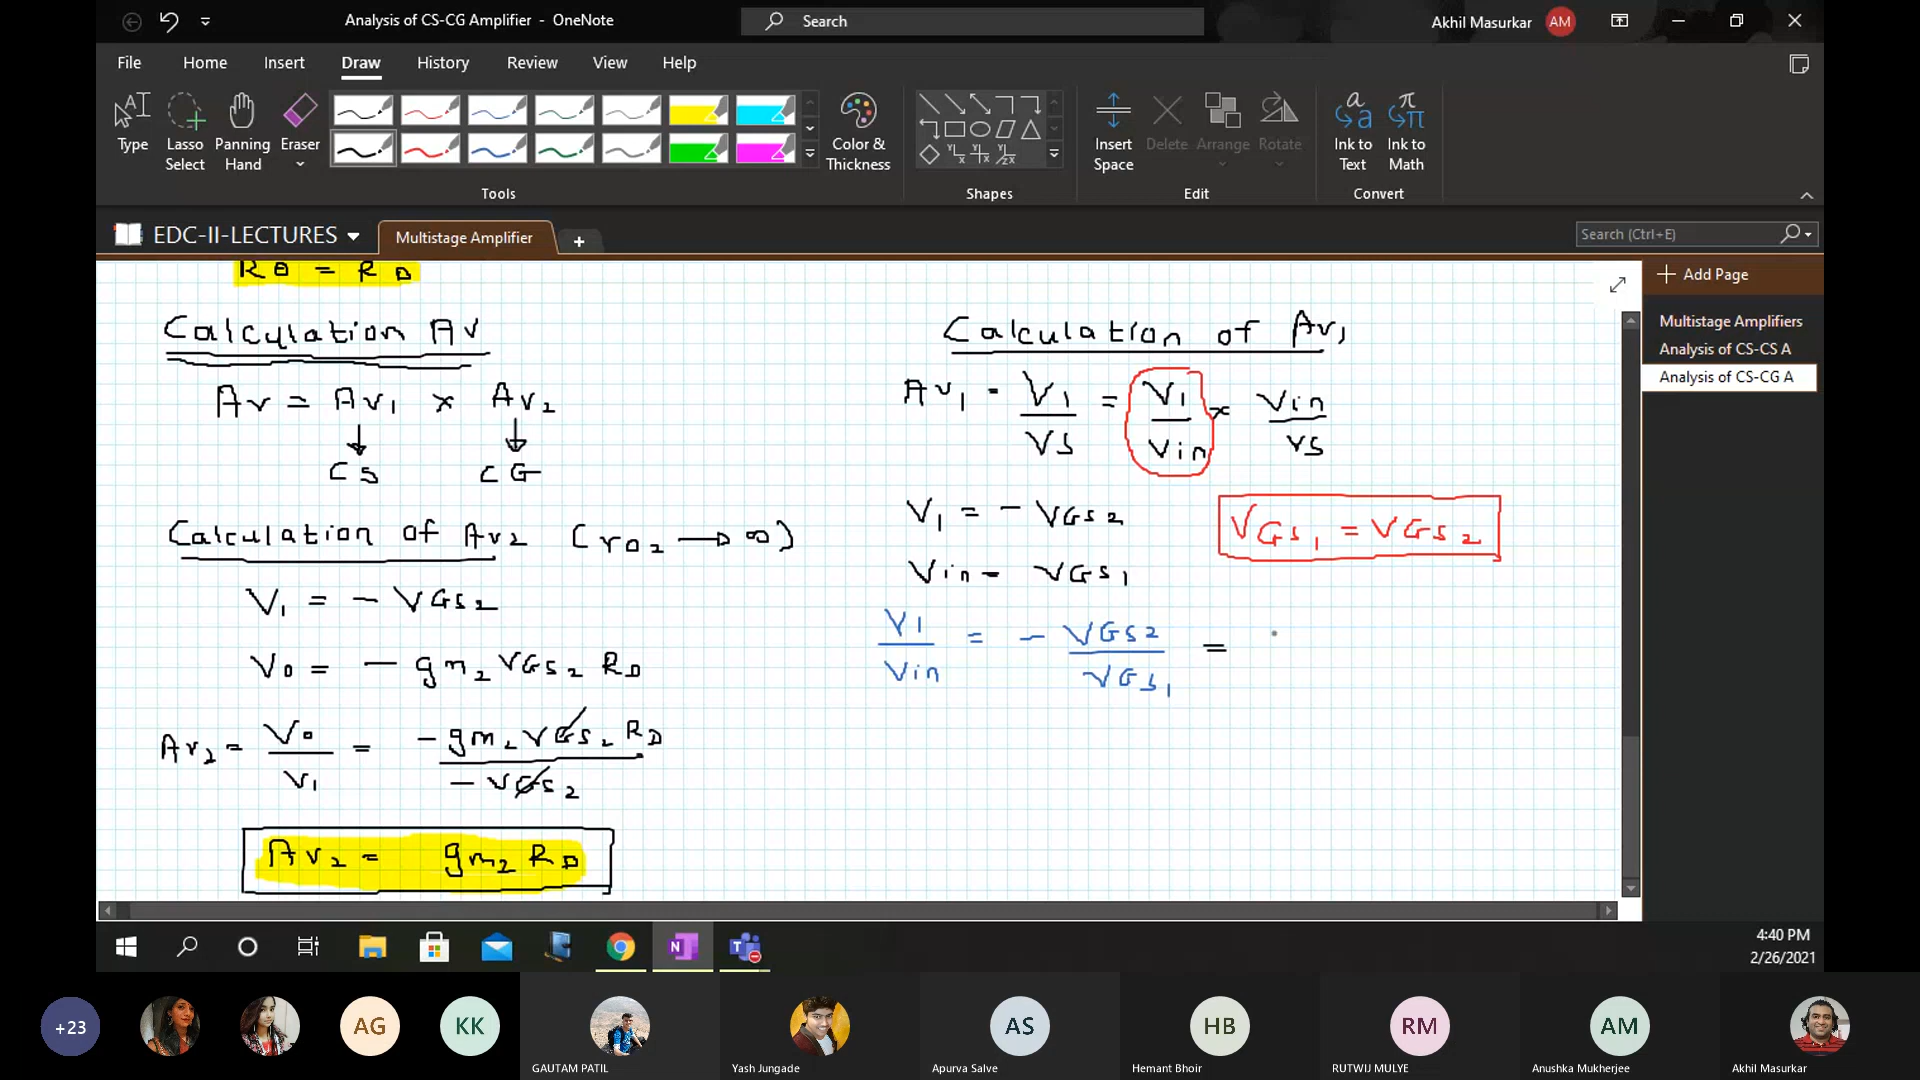 Analysis of CS-CG Amplifier - OneNote
Search
Akhil Masurkar AM
File Home Insert Draw History Review View Help
Type
Lasso Select
Panning Hand
Eraser
Color & Thickness
Insert Space
Delete
Arrange
Rotate
Ink to Text
Ink to Math
Tools Shapes Edit Convert
EDC-II-LECTURES
Multistage Amplifier
+
Search (Ctrl+E)
Add Page
Multistage Amplifiers
Analysis of CS-CS A
Analysis of CS-CG A
R0 = RD
Calculation Av
Av = Av1 × Av2
CS CG
Calculation of Av2 (ro2 → ∞)
V1 = - VGS2
V0 = - gm2 VGS2 RD
Av2 = V0 / V1 = -gm2 VGS2 RD / - VGS2
Av2 = gm2 RD
Calculation of Av1
Av1 = V1 / VS = V1 / Vin × Vin / VS
V1 = - VGS2
VGS1 = VGS2
Vin = VGS1
V1 / Vin = - VGS2 / VGS1 =
4:40 PM
2/26/2021
+23
AG
KK
AS
HB
RM
AM
GAUTAM PATIL
Yash Jungade
Apurva Salve
Hemant Bhoir
RUTWIJ MULYE
Anushka Mukherjee
Akhil Masurkar